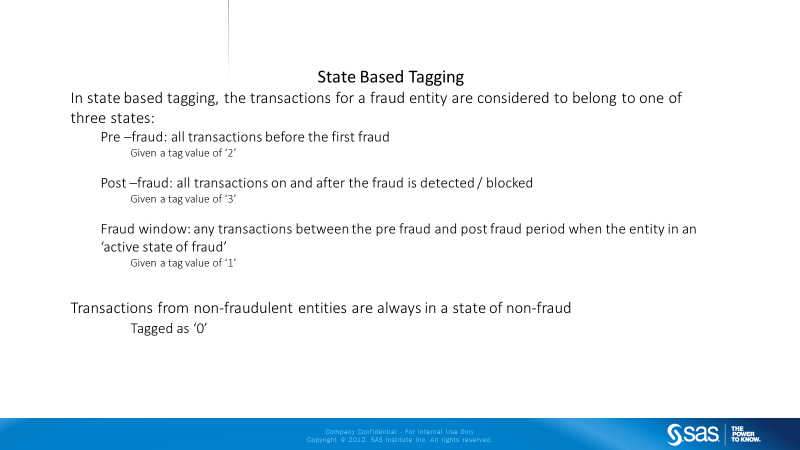 State Based Tagging
In state based tagging, the transactions for a fraud entity are considered to belong to one of
three states:
Pre –fraud: all transactions before the first fraud
Given a tag value of ‘2’
Post –fraud: all transactions on and after the fraud is detected / blocked
Given a tag value of ‘3’
Fraud window: any transactions between the pre fraud and post fraud period when the entity in an
‘active state of fraud’
Given a tag value of ‘1’
Transactions from non-fraudulent entities are always in a state of non-fraud
Tagged as ‘0’
Company Confidential - For Internal Use Only
Copyright © 2012, SAS Institute Inc. All rights reserved.
sas
THE
POWER
TO KNOW.